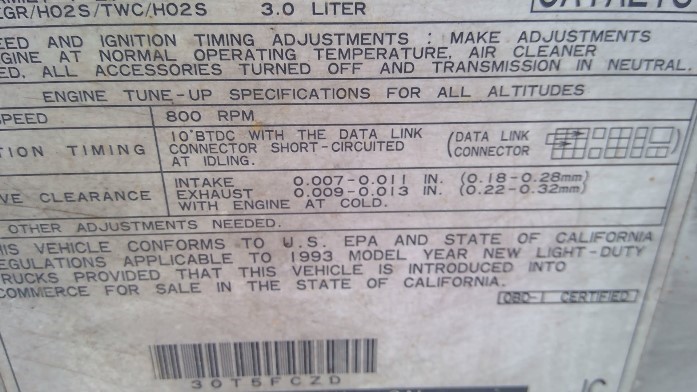 EGR/HO2S/TWC/HO2S 3.0 LITER
EED AND IGNITION TIMING ADJUSTMENTS : MAKE ADJUSTMENTS
GINE AT NORMAL OPERATING TEMPERATURE, AIR CLEANER
ED, ALL ACCESSORIES TURNED OFF AND TRANSMISSION IN NEUTRAL.
ENGINE TUNE-UP SPECIFICATIONS FOR ALL ALTITUDES
SPEED 800 RPM
TION TIMING 10°BTDC WITH THE DATA LINK CONNECTOR SHORT-CIRCUITED AT IDLING. (DATA LINK CONNECTOR )
VE CLEARANCE INTAKE 0.007-0.011 IN. (0.18-0.28mm)
EXHAUST 0.009-0.013 IN. (0.22-0.32mm)
WITH ENGINE AT COLD.
OTHER ADJUSTMENTS NEEDED.
HIS VEHICLE CONFORMS TO U.S. EPA AND STATE OF CALIFORNIA
EGULATIONS APPLICABLE TO 1993 MODEL YEAR NEW LIGHT-DUTY
RUCKS PROVIDED THAT THIS VEHICLE IS INTRODUCED INTO
COMMERCE FOR SALE IN THE STATE OF CALIFORNIA.
OBD-I CERTIFIED
30T5FCZD